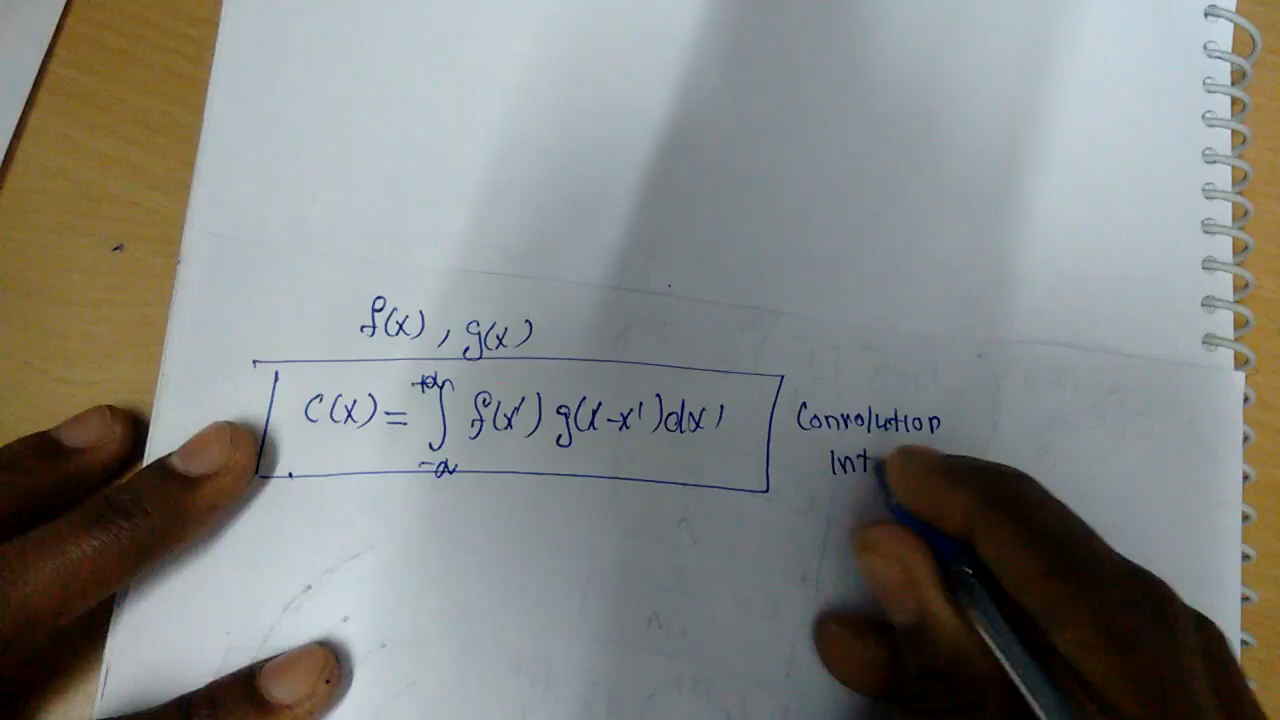 f(x), g(x)
C(x) = ∫_{-α}^{+α} f(x') g(x-x')dx'
Convolution
Int